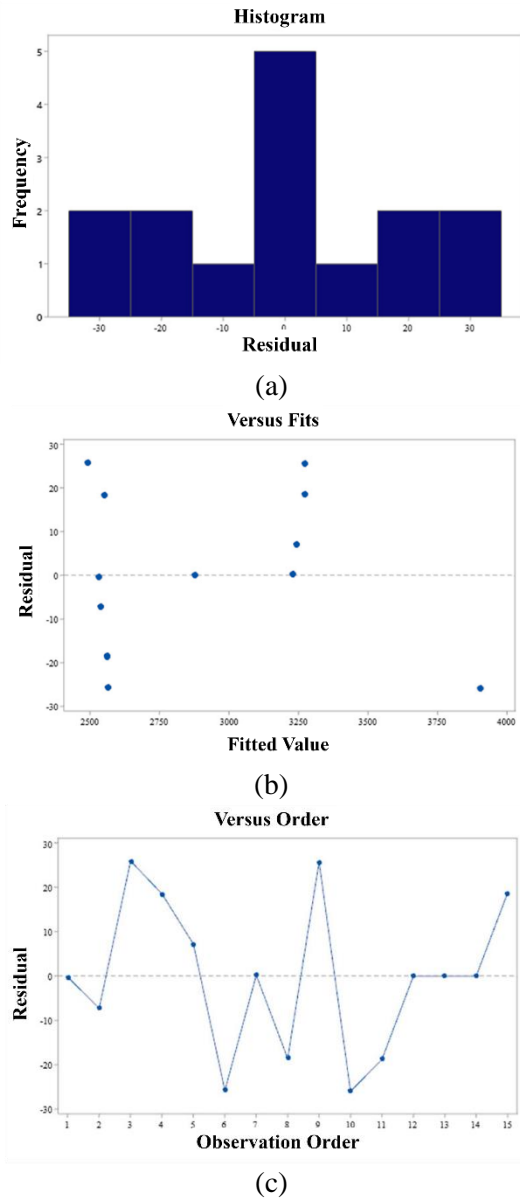 Histogram
5
4
3
2
1
0
Frequency
-30 -20 -10 0 10 20 30
Residual
(a)
Versus Fits
30
20
10
0
-10
-20
-30
Residual
2500 2750 3000 3250 3500 3750 4000
Fitted Value
(b)
Versus Order
30
20
10
0
-10
-20
-30
Residual
1 2 3 4 5 6 7 8 9 10 11 12 13 14 15
Observation Order
(c)